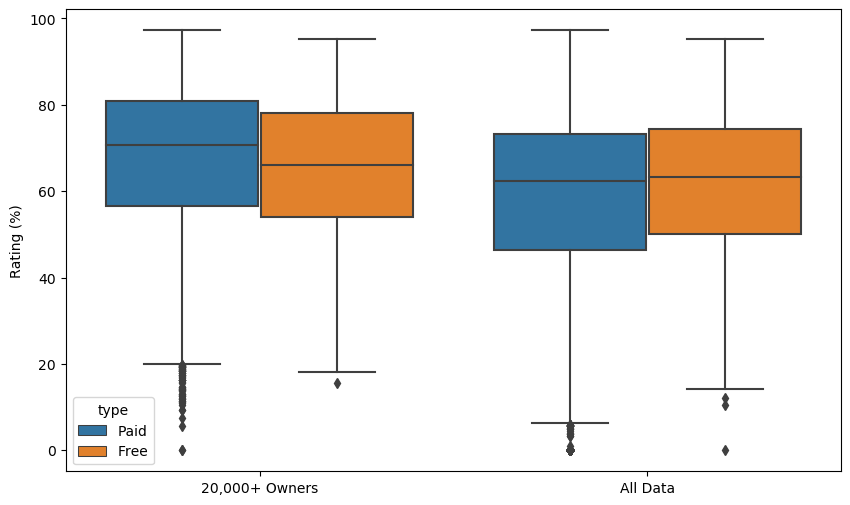 100
80
60
40
20
0
Rating (%)
type
Paid
Free
20,000+ Owners
All Data